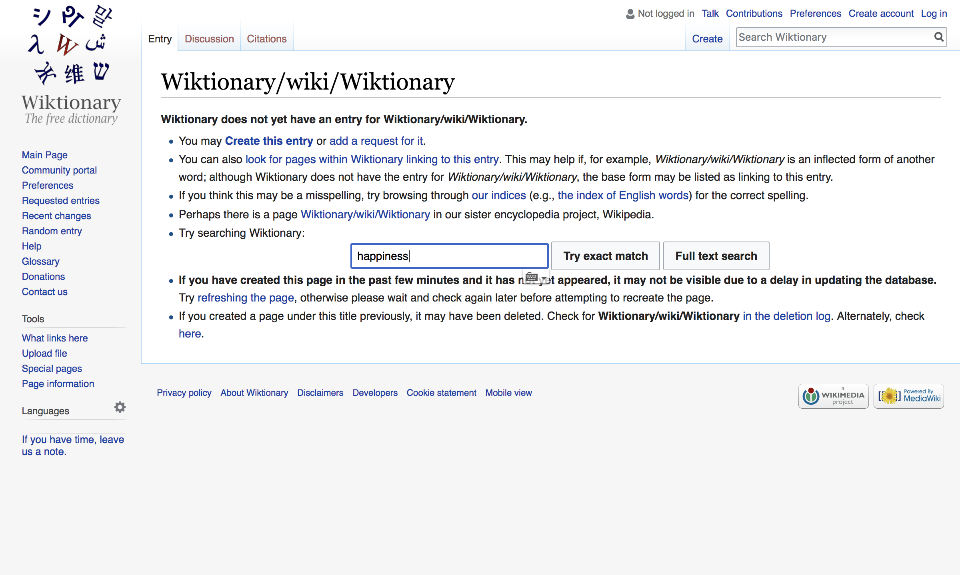 Not logged in Talk Contributions Preferences Create account Log in
Entry Discussion Citations Create Search Wiktionary
Wiktionary
The free dictionary
Main Page
Community portal
Preferences
Requested entries
Recent changes
Random entry
Help
Glossary
Donations
Contact us
Tools
What links here
Upload file
Special pages
Page information
Languages
If you have time, leave
us a note.
Wiktionary/wiki/Wiktionary
Wiktionary does not yet have an entry for Wiktionary/wiki/Wiktionary.
You may Create this entry or add a request for it.
You can also look for pages within Wiktionary linking to this entry. This may help if, for example, Wiktionary/wiki/Wiktionary is an inflected form of another
word; although Wiktionary does not have the entry for Wiktionary/wiki/Wiktionary, the base form may be listed as linking to this entry.
If you think this may be a misspelling, try browsing through our indices (e.g., the index of English words) for the correct spelling.
Perhaps there is a page Wiktionary/wiki/Wiktionary in our sister encyclopedia project, Wikipedia.
Try searching Wiktionary:
happiness Try exact match Full text search
If you have created this page in the past few minutes and it has appeared, it may not be visible due to a delay in updating the database.
Try refreshing the page, otherwise please wait and check again later before attempting to recreate the page.
If you created a page under this title previously, it may have been deleted. Check for Wiktionary/wiki/Wiktionary in the deletion log. Alternately, check
here.
Privacy policy About Wiktionary Disclaimers Developers Cookie statement Mobile view
A WIKIMEDIA project
Powered By MediaWiki